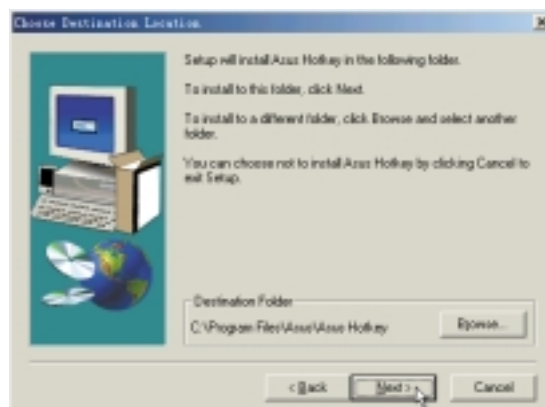 Choose Destination Location
Setup will install Asus Hotkey in the following folder.
To install to this folder, click Next.
To install to a different folder, click Browse and select another
folder.
You can choose not to install Asus Hotkey by clicking Cancel to
exit Setup.
Destination Folder
C:\Program Files\Asus\Asus Hotkey
Browse...
< Back
Next >
Cancel